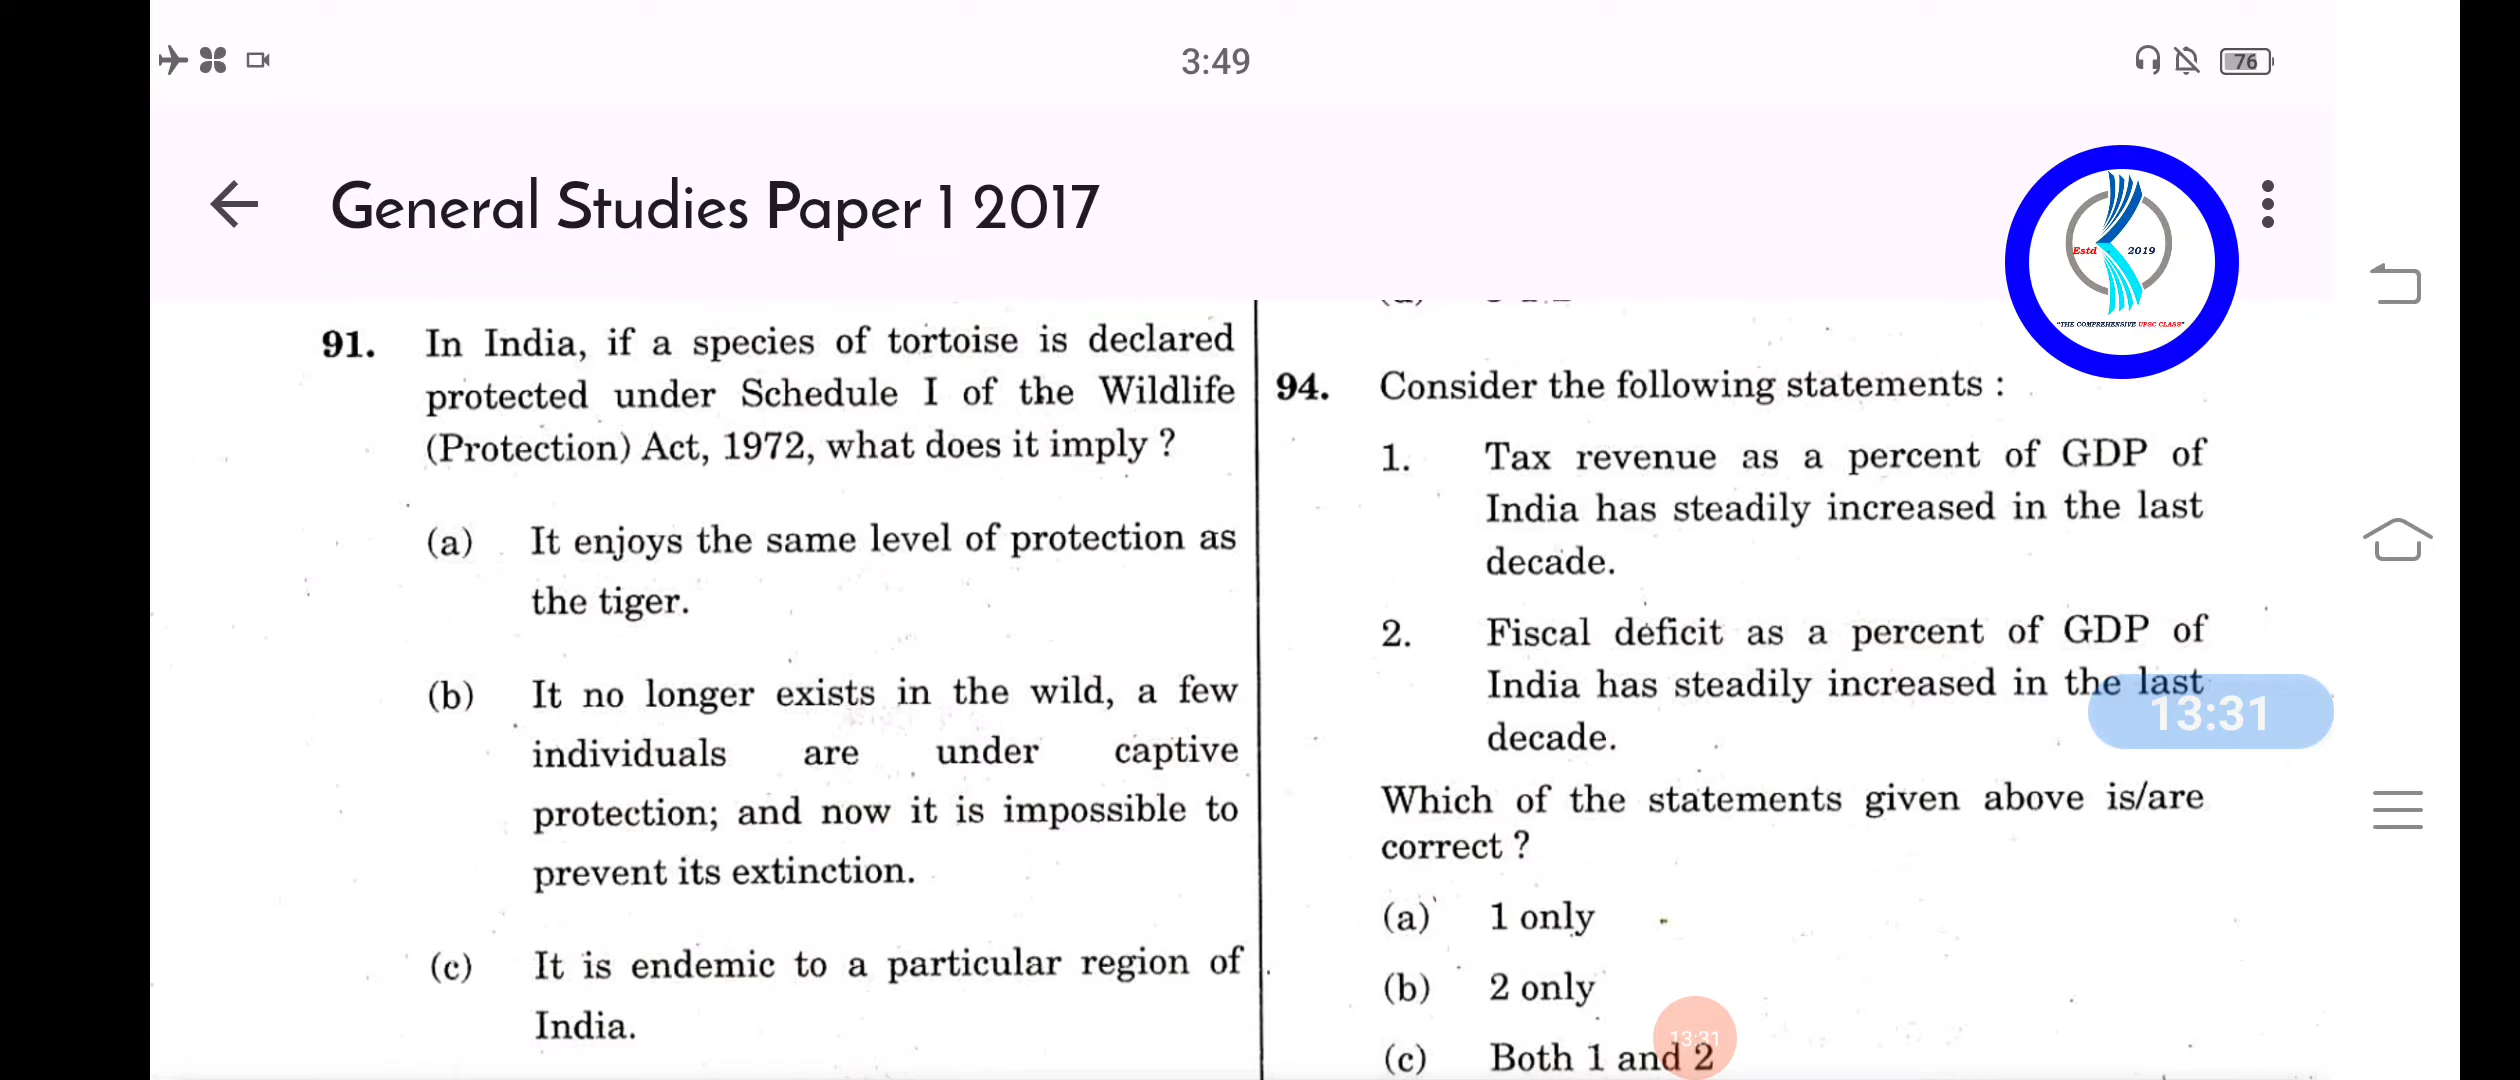 3:49
76
General Studies Paper 1 2017
Estd 2019
"THE COMPREHENSIVE UPSC CLASS"
91. In India, if a species of tortoise is declared
protected under Schedule I of the Wildlife
(Protection) Act, 1972, what does it imply ?
(a) It enjoys the same level of protection as
the tiger.
(b) It no longer exists in the wild, a few
individuals are under captive
protection; and now it is impossible to
prevent its extinction.
(c) It is endemic to a particular region of
India.
94. Consider the following statements :
1. Tax revenue as a percent of GDP of
India has steadily increased in the last
decade.
2. Fiscal deficit as a percent of GDP of
India has steadily increased in the last
decade.
13:31
Which of the statements given above is/are
correct ?
(a) 1 only
(b) 2 only
(c) Both 1 and 2
13:31